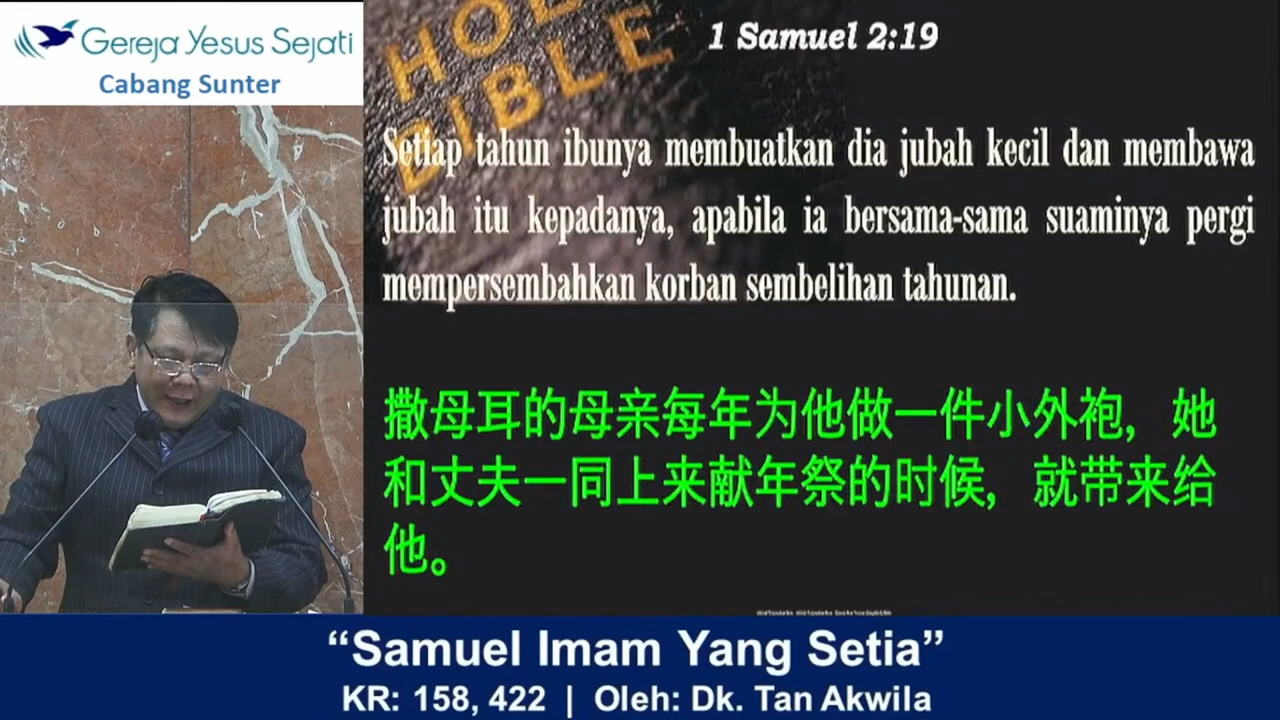 Gereja Yesus Sejati
Cabang Sunter
HOLY
BIBLE
1 Samuel 2:19
Setiap tahun ibunya membuatkan dia jubah kecil dan membawa
jubah itu kepadanya, apabila ia bersama-sama suaminya pergi
mempersembahkan korban sembelihan tahunan.
撒母耳的母亲每年为他做一件小外袍，她
和丈夫一同上来献年祭的时候，就带来给
他。
“Samuel Imam Yang Setia”
KR: 158, 422 | Oleh: Dk. Tan Akwila